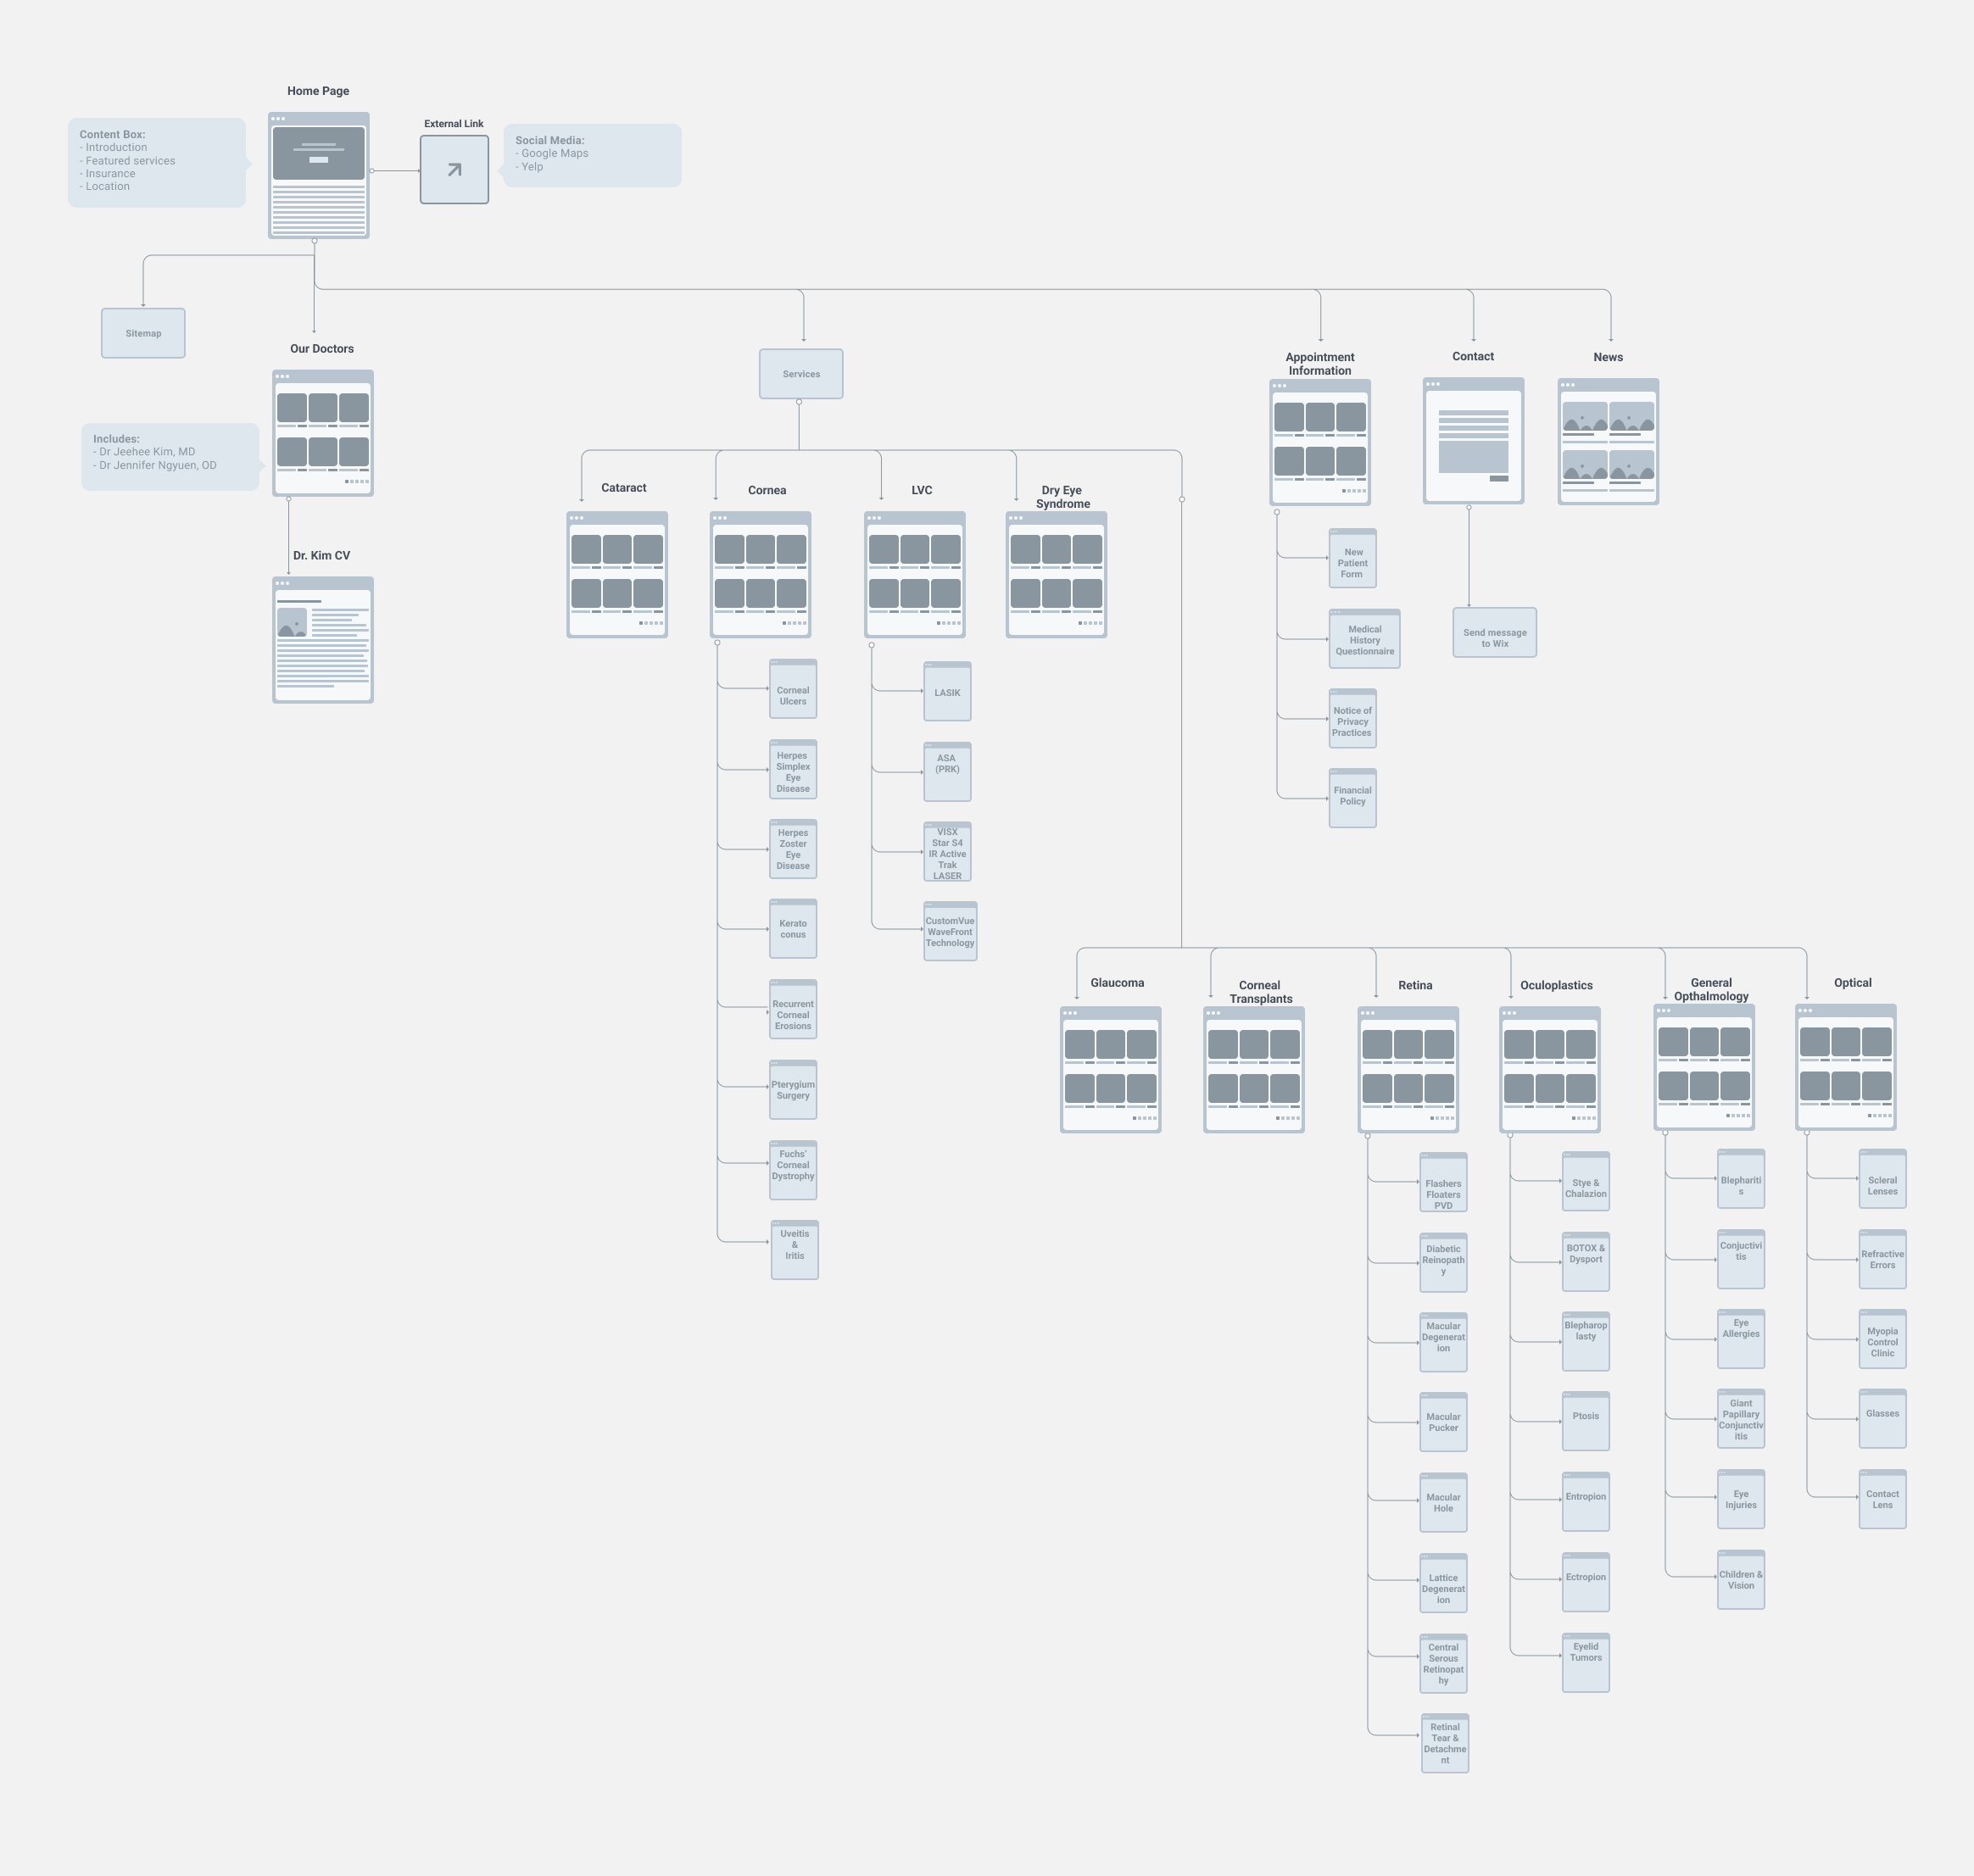 Home Page
Content Box:
- Introduction
- Featured services
- Insurance
- Location
External Link
Social Media:
- Google Maps
- Yelp
Sitemap
Our Doctors
Includes:
- Dr Jeehee Kim, MD
- Dr Jennifer Ngyuen, OD
Dr. Kim CV
Services
Appointment
Information
Contact
News
New
Patient
Form
Medical
History
Questionnaire
Notice of
Privacy
Practices
Financial
Policy
Send message
to Wix
Cataract
Cornea
LVC
Dry Eye
Syndrome
Corneal
Ulcers
Herpes
Simplex
Eye
Disease
Herpes
Zoster
Eye
Disease
Kerato
conus
Recurrent
Corneal
Erosions
Pterygium
Surgery
Fuchs'
Corneal
Dystrophy
Uveitis
&
Iritis
LASIK
ASA
(PRK)
VISX
Star S4
IR Active
Trak
LASER
CustomVue
WaveFront
Technology
Glaucoma
Corneal
Transplants
Retina
Oculoplastics
General
Opthalmology
Optical
Flashers
Floaters
PVD
Diabetic
Reinopath
y
Macular
Degenerat
ion
Macular
Pucker
Macular
Hole
Lattice
Degenerat
ion
Central
Serous
Retinopat
hy
Retinal
Tear &
Detachme
nt
Stye &
Chalazion
BOTOX &
Dysport
Blepharop
lasty
Ptosis
Entropion
Ectropion
Eyelid
Tumors
Blephariti
s
Conjuctivi
tis
Eye
Allergies
Giant
Papillary
Conjunctiv
itis
Eye
Injuries
Children &
Vision
Scleral
Lenses
Refractive
Errors
Myopia
Control
Clinic
Glasses
Contact
Lens